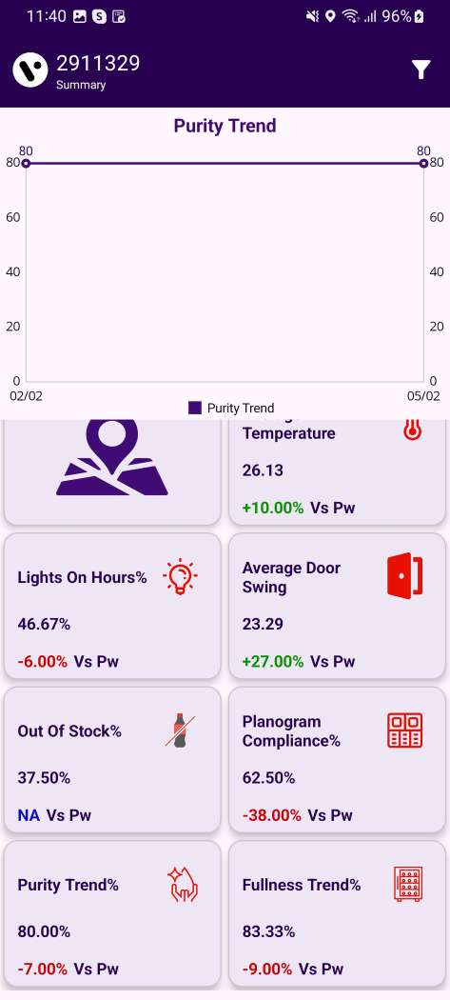 11:40
96%
2911329
Summary
Purity Trend
80 80
80 80
60 60
40 40
20 20
0 0
02/02 05/02
Purity Trend
Temperature
26.13
+10.00% Vs Pw
Lights On Hours%
46.67%
-6.00% Vs Pw
Average Door
Swing
23.29
+27.00% Vs Pw
Out Of Stock%
37.50%
NA Vs Pw
Planogram
Compliance%
62.50%
-38.00% Vs Pw
Purity Trend%
80.00%
-7.00% Vs Pw
Fullness Trend%
83.33%
-9.00% Vs Pw